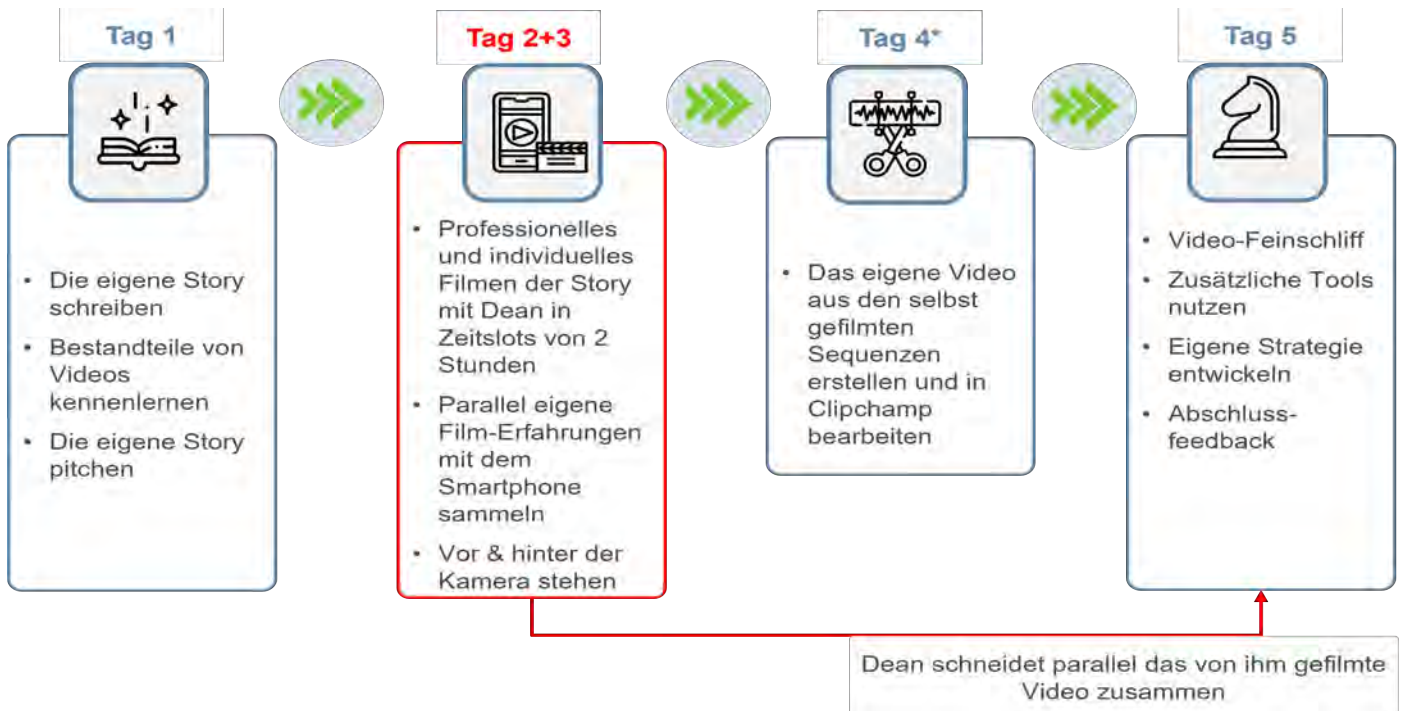 Tag 1
Die eigene Story
schreiben
Bestandteile von
Videos
kennenlernen
Die eigene Story
pitchen
Tag 2+3
Professionelles
und individuelles
Filmen der Story
mit Dean in
Zeitslots von 2
Stunden
Parallel eigene
Film-Erfahrungen
mit dem
Smartphone
sammeln
Vor & hinter der
Kamera stehen
Tag 4*
Das eigene Video
aus den selbst
gefilmten
Sequenzen
erstellen und in
Clipchamp
bearbeiten
Tag 5
Video-Feinschliff
Zusätzliche Tools
nutzen
Eigene Strategie
entwickeln
Abschluss-
feedback
Dean schneidet parallel das von ihm gefilmte
Video zusammen